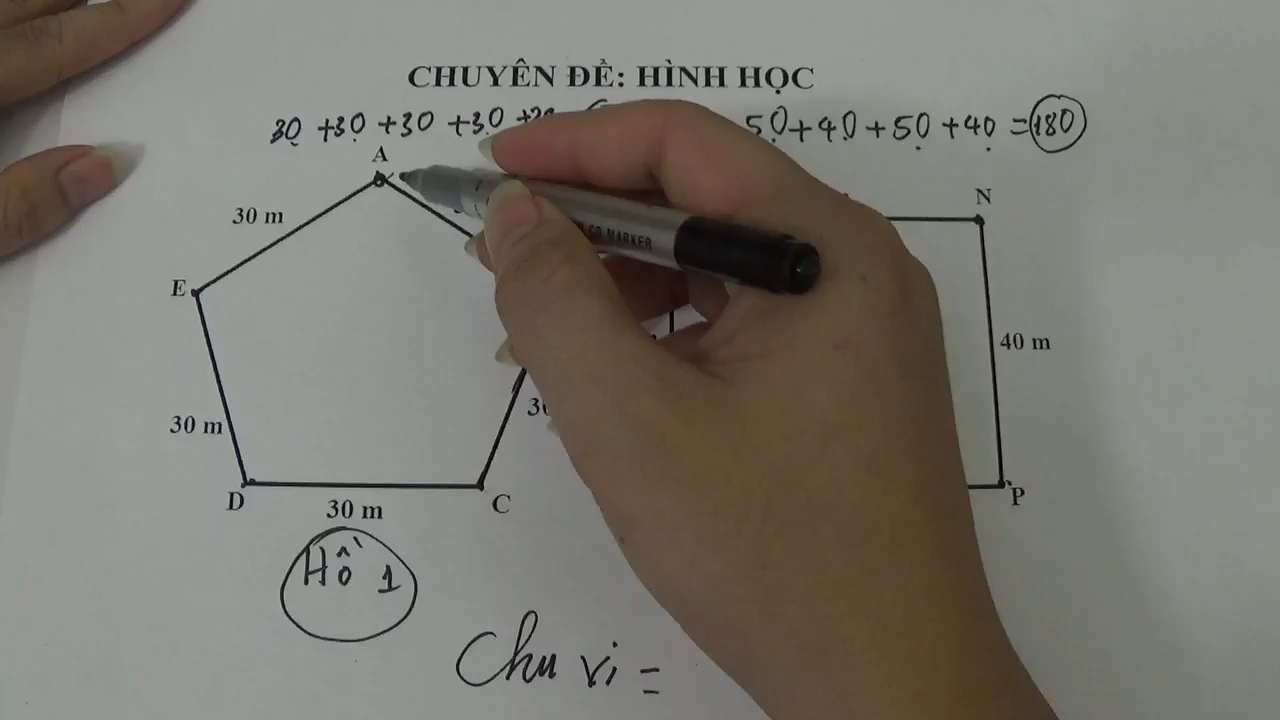 CHUYÊN ĐỀ: HÌNH HỌC
30 +30 +30 +30 +
50+40+50+40 =180
A
N
30 m
E
40 m
30 m
D
C
P
30 m
Hồ 1
Chu vi =